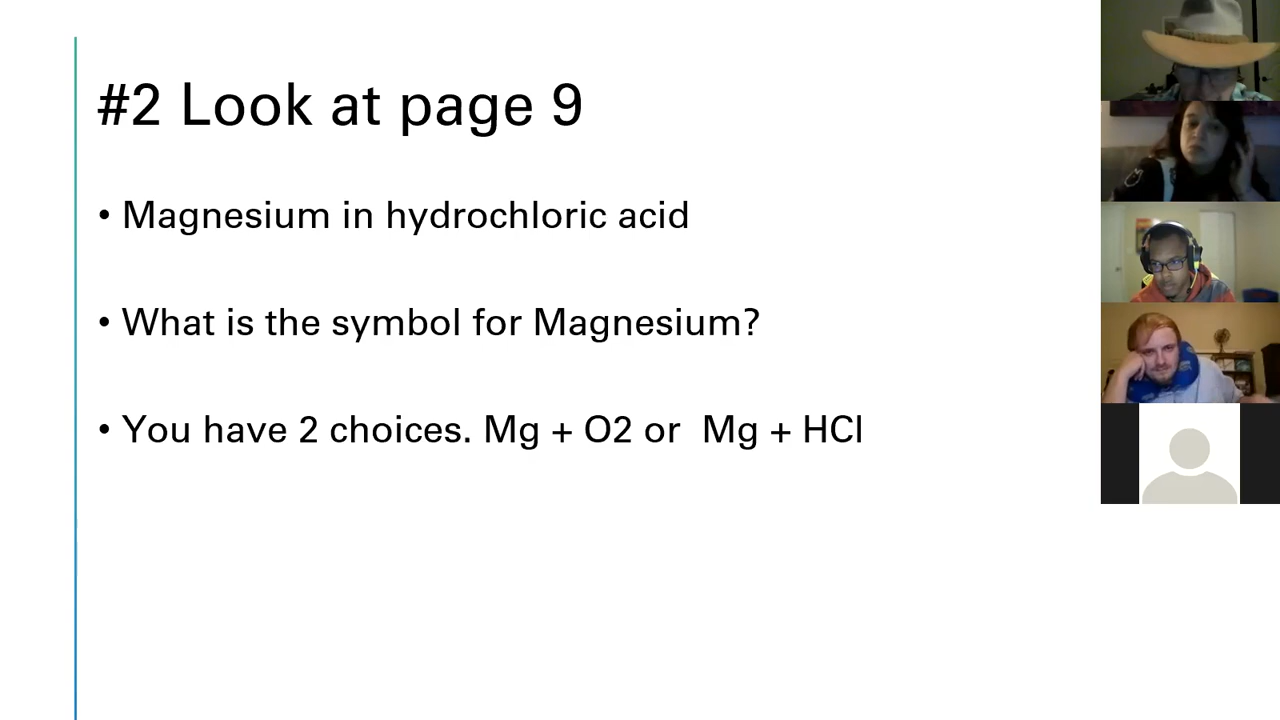 #2 Look at page 9
• Magnesium in hydrochloric acid
• What is the symbol for Magnesium?
• You have 2 choices. Mg + O2 or  Mg + HCl